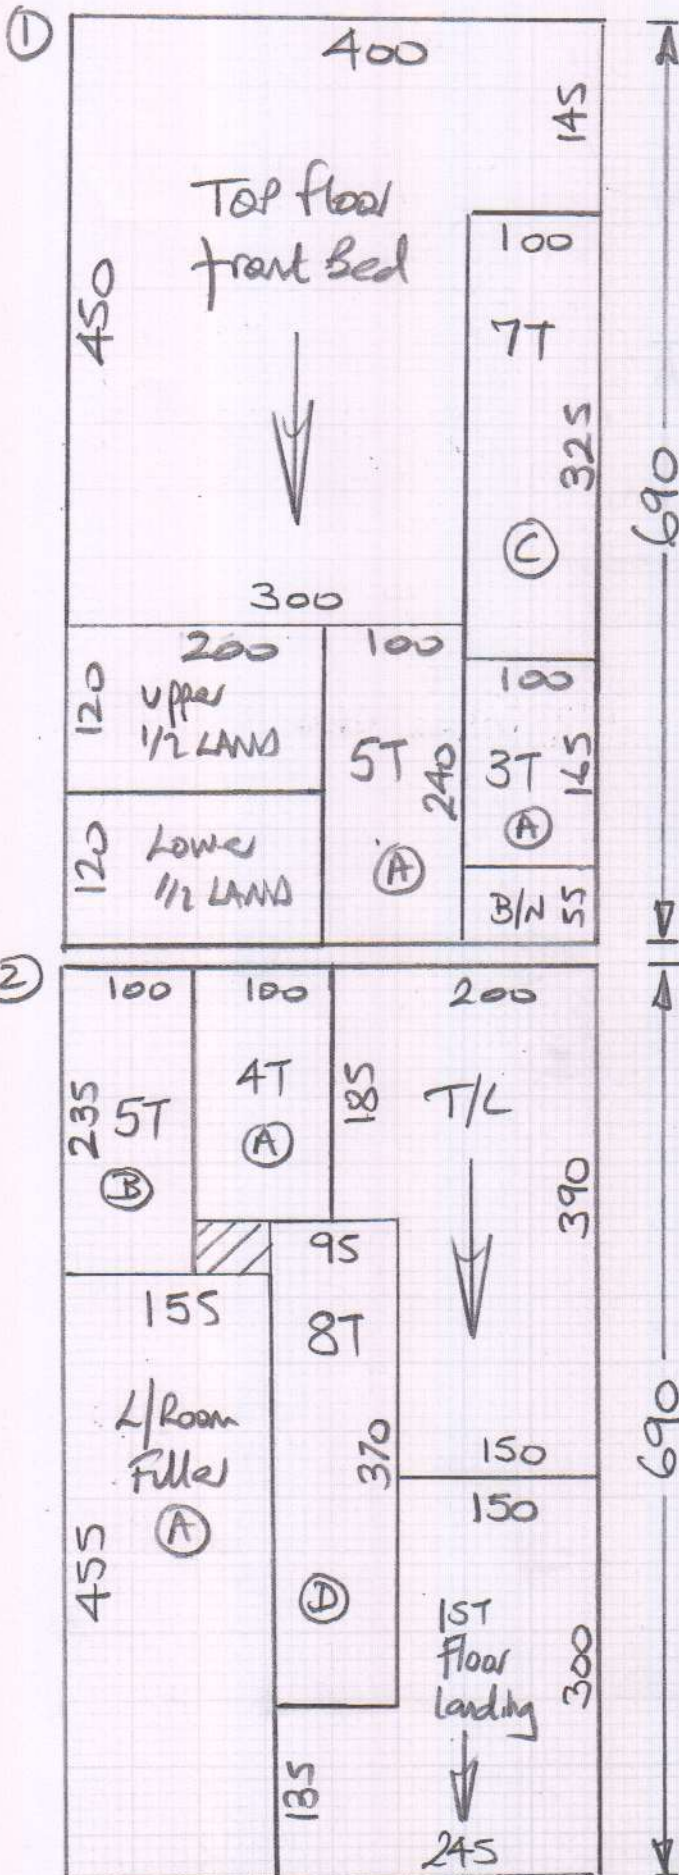 1
400
145
Top floor
front Bed
450
100
7T
325
C
690
300
200
100
120
upper
1/2 LAND
5T
240
A
100
3T
165
A
120
Lower
1/2 LAND
B/N
55
2
100
100
200
235
5T
B
4T
A
185
T/L
390
95
155
8T
L/Room
Filler
A
370
150
690
150
455
D
1ST
Floor
Landing
300
135
245